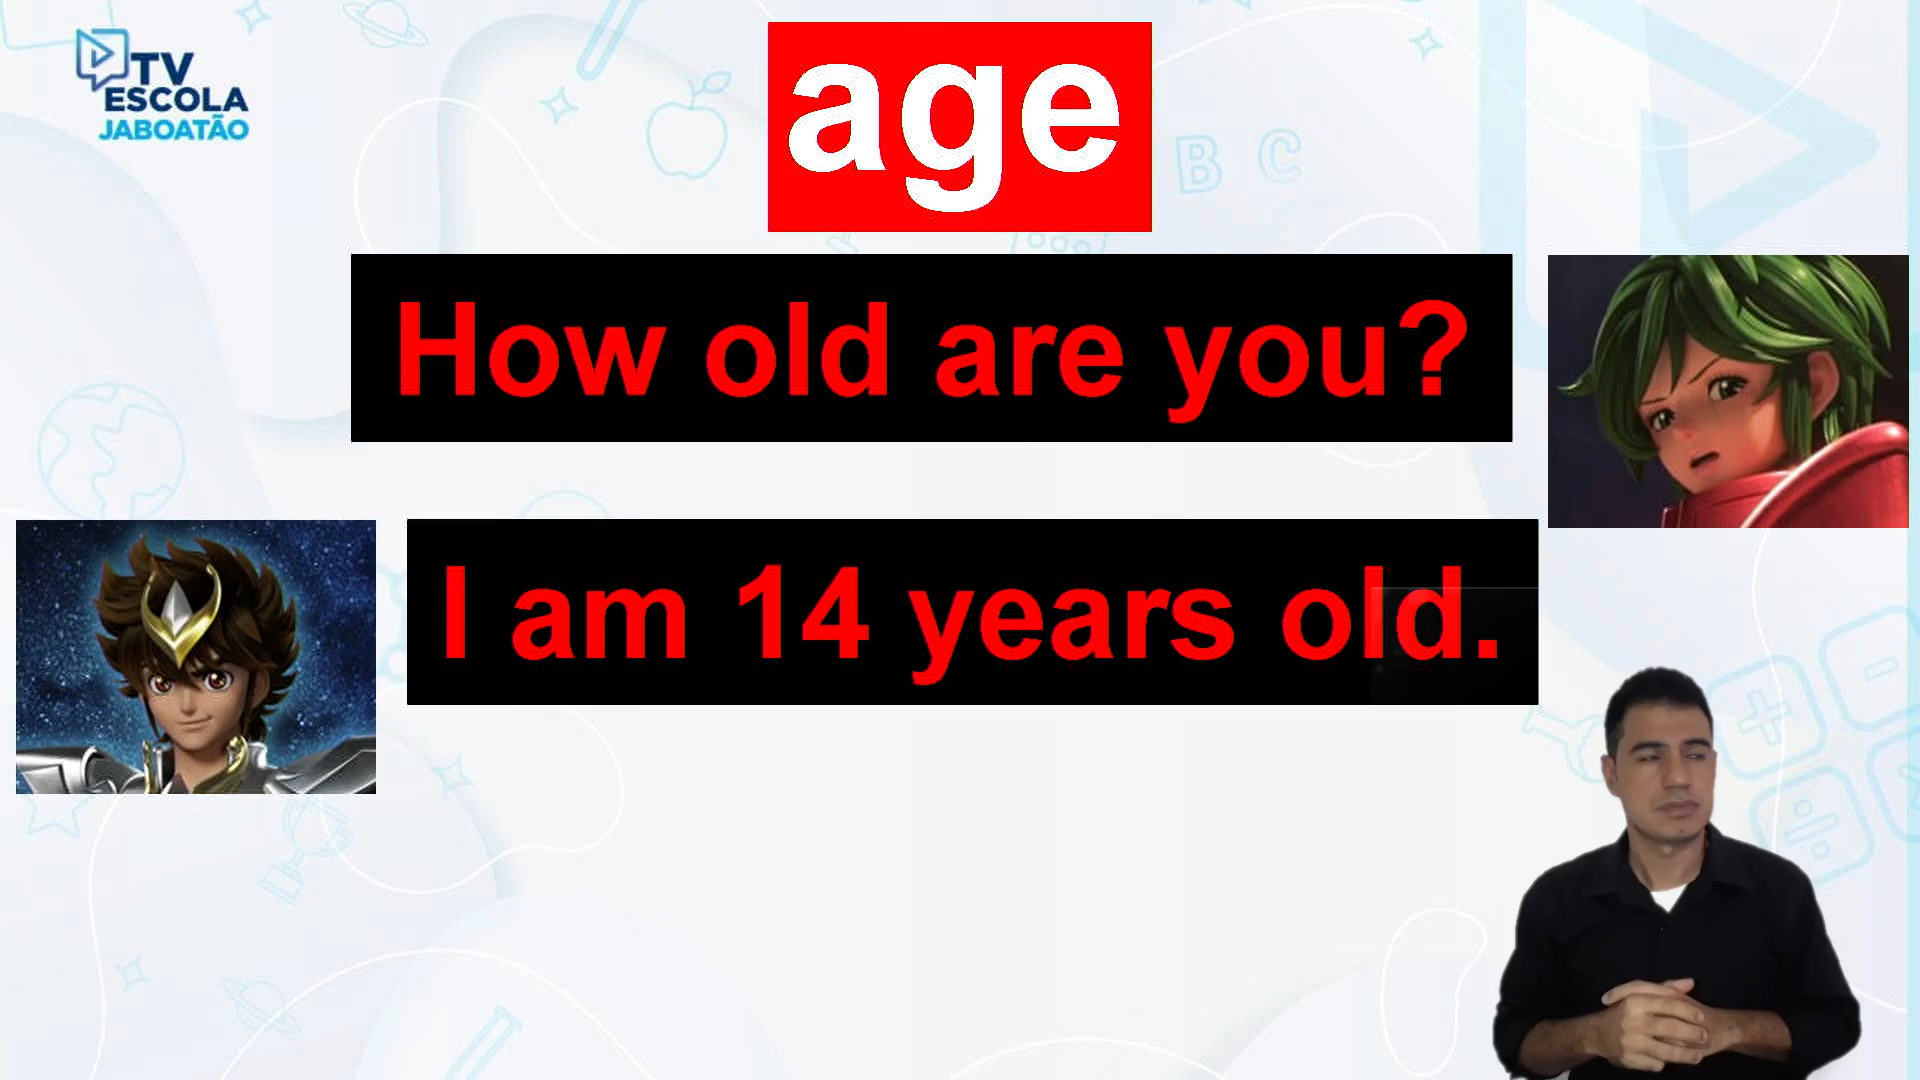 TV
ESCOLA
JABOATÃO
age
B C
How old are you?
I am 14 years old.